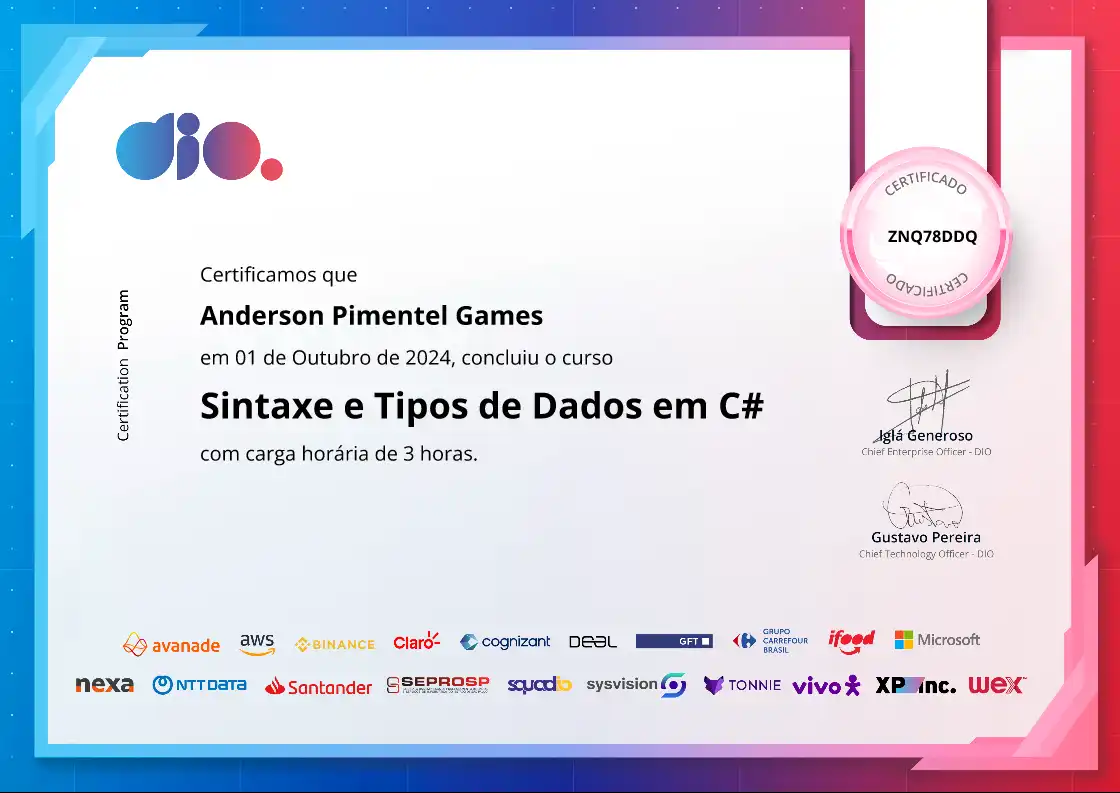 dio.
CERTIFICADO
ZNQ78DDQ
CERTIFICADO
Certification Program
Certificamos que
Anderson Pimentel Games
em 01 de Outubro de 2024, concluiu o curso
Sintaxe e Tipos de Dados em C#
com carga horária de 3 horas.
Iglá Generoso
Chief Enterprise Officer - DIO
Gustavo Pereira
Chief Technology Officer - DIO
avanade aws BINANCE Claro cognizant DEAL GFT GRUPO CARREFOUR BRASIL ifood Microsoft
nexa NTT DATA Santander SEPROSP squadio sysvision TONNIE vivo XP inc. wex